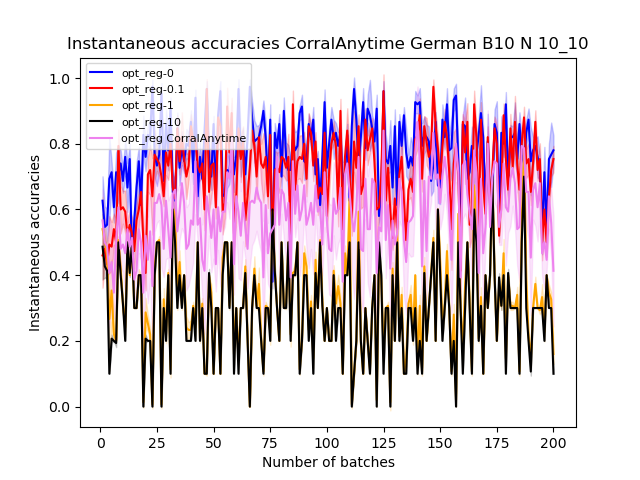 Instantaneous accuracies CorralAnytime German B10 N 10_10
opt_reg-0
opt_reg-0.1
opt_reg-1
opt_reg-10
opt_reg CorralAnytime
Instantaneous accuracies
1.0
0.8
0.6
0.4
0.2
0.0
0 25 50 75 100 125 150 175 200
Number of batches